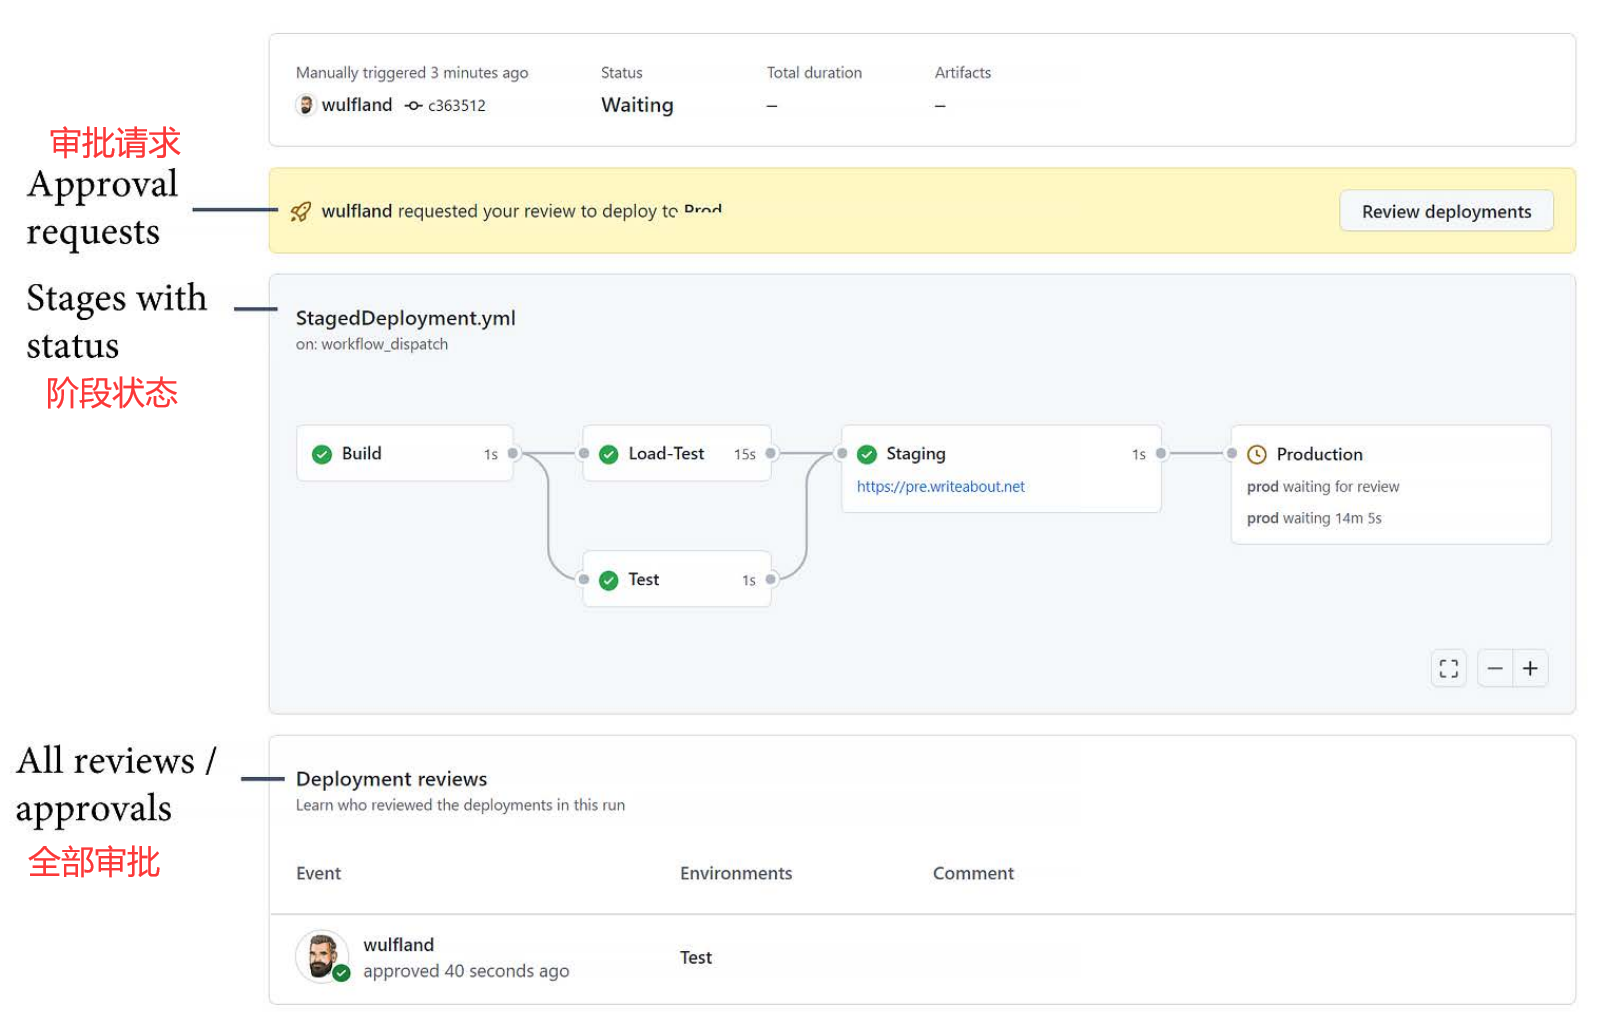 Manually triggered 3 minutes ago
Status
Total duration
Artifacts
wulfland
c363512
Waiting
–
–
审批请求
Approval
requests
wulfland requested your review to deploy to Prod
Review deployments
Stages with
status
阶段状态
StagedDeployment.yml
on: workflow_dispatch
Build
1s
Load-Test
15s
Staging
1s
https://pre.writeabout.net
Production
prod waiting for review
prod waiting 14m 5s
Test
1s
All reviews /
approvals
全部审批
Deployment reviews
Learn who reviewed the deployments in this run
Event
Environments
Comment
wulfland
approved 40 seconds ago
Test